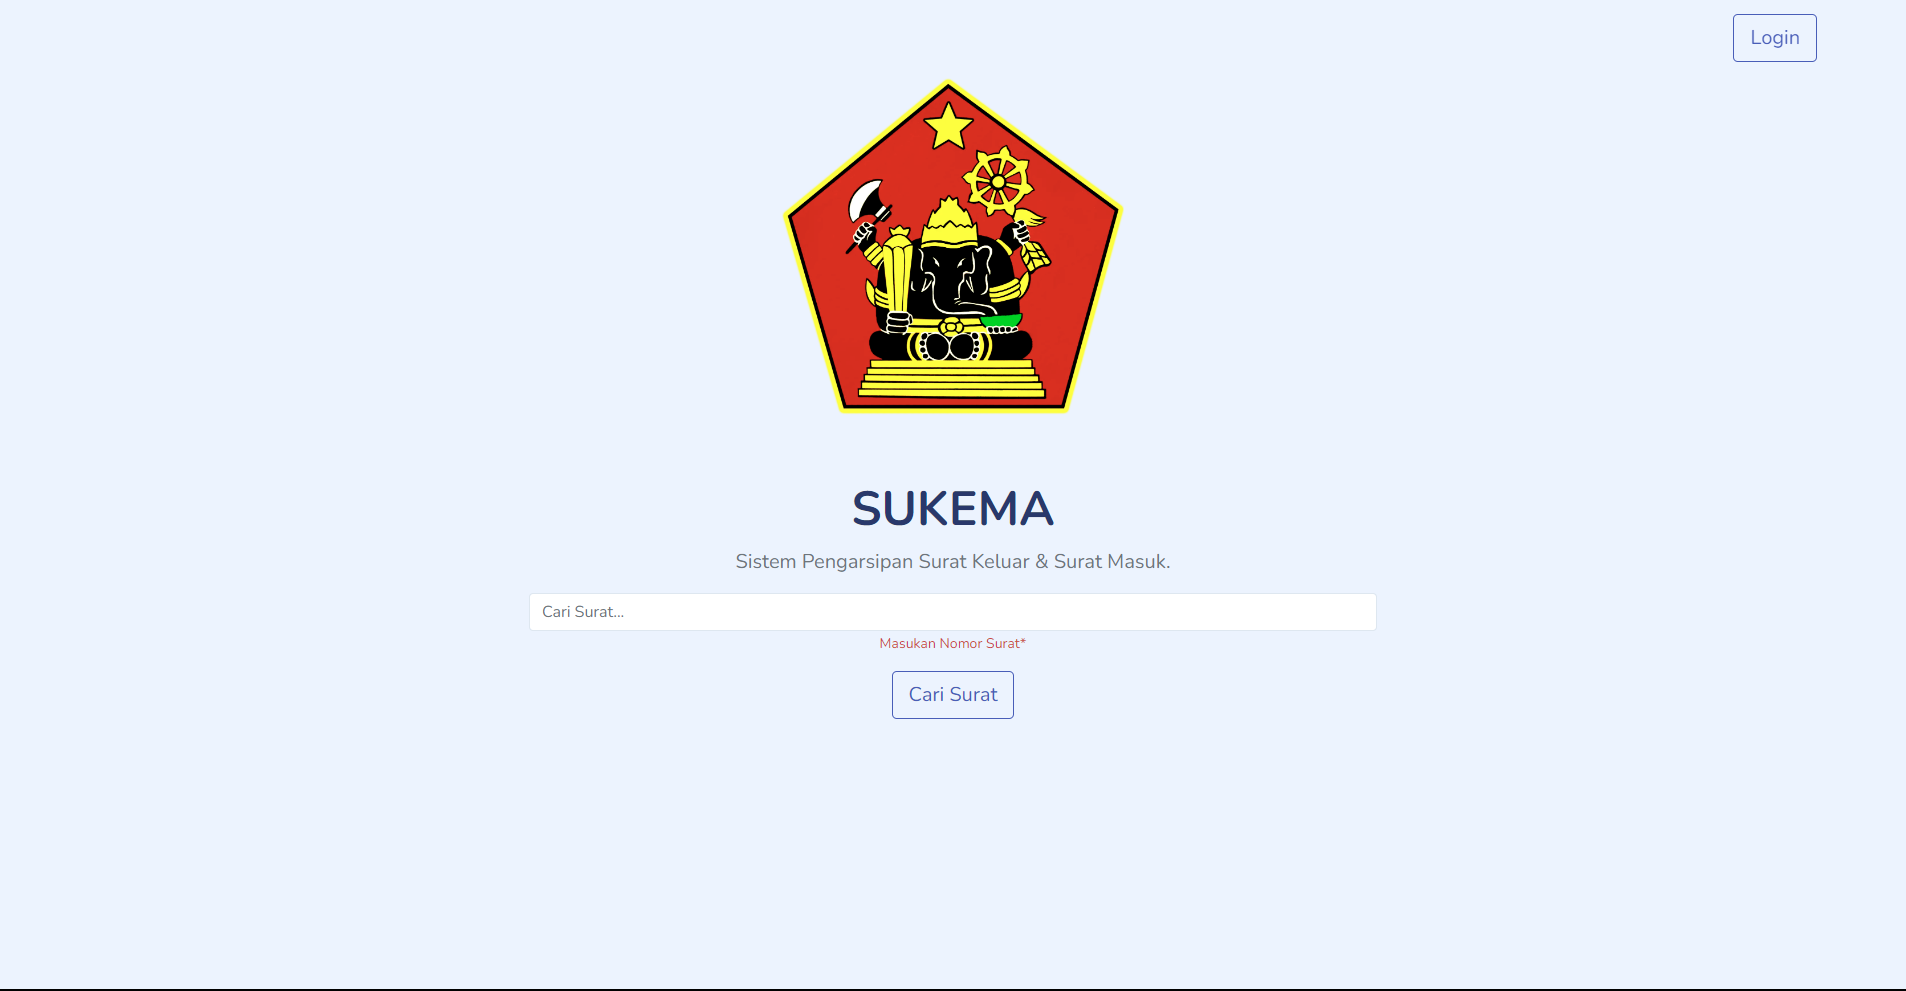 Login
SUKEMA
Sistem Pengarsipan Surat Keluar & Surat Masuk.
Cari Surat...
Masukan Nomor Surat*
Cari Surat